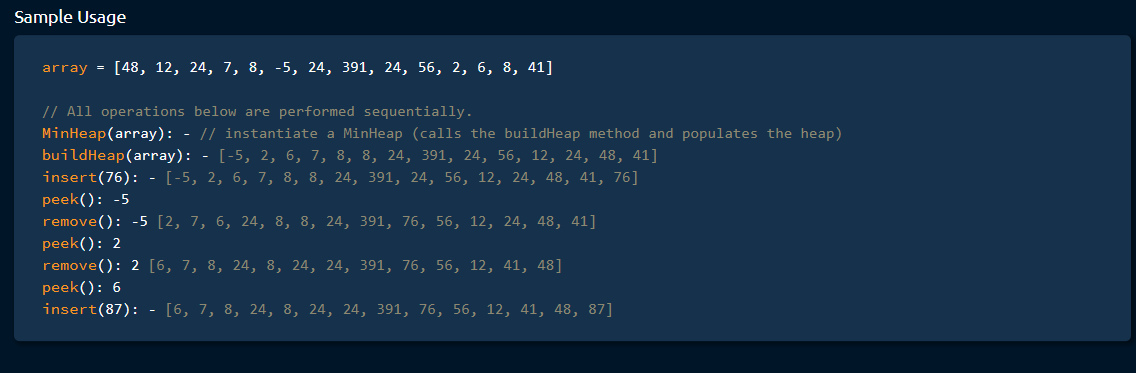 Sample Usage
array = [48, 12, 24, 7, 8, -5, 24, 391, 24, 56, 2, 6, 8, 41]
// All operations below are performed sequentially.
MinHeap(array): - // instantiate a MinHeap (calls the buildHeap method and populates the heap)
buildHeap(array): - [-5, 2, 6, 7, 8, 8, 24, 391, 24, 56, 12, 24, 48, 41]
insert(76): - [-5, 2, 6, 7, 8, 8, 24, 391, 24, 56, 12, 24, 48, 41, 76]
peek(): -5
remove(): -5 [2, 7, 6, 24, 8, 8, 24, 391, 76, 56, 12, 24, 48, 41]
peek(): 2
remove(): 2 [6, 7, 8, 24, 8, 24, 24, 391, 76, 56, 12, 41, 48]
peek(): 6
insert(87): - [6, 7, 8, 24, 8, 24, 24, 391, 76, 56, 12, 41, 48, 87]